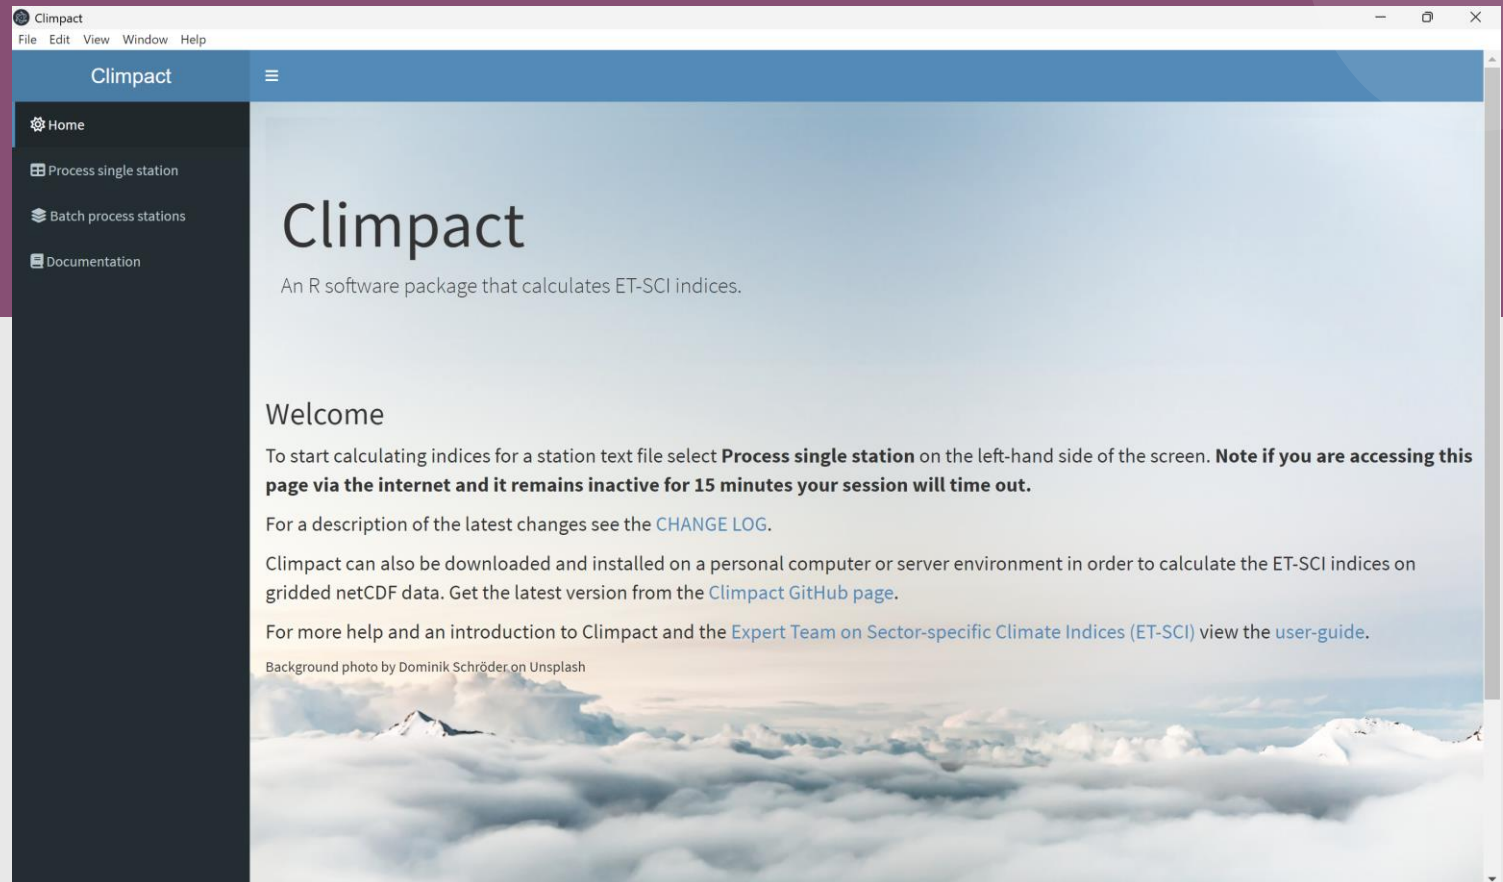 Climpact
File Edit View Window Help
Climpact
Home
Process single station
Batch process stations
Documentation
Climpact
An R software package that calculates ET-SCI indices.
Welcome
To start calculating indices for a station text file select Process single station on the left-hand side of the screen. Note if you are accessing this
page via the internet and it remains inactive for 15 minutes your session will time out.
For a description of the latest changes see the CHANGE LOG.
Climpact can also be downloaded and installed on a personal computer or server environment in order to calculate the ET-SCI indices on
gridded netCDF data. Get the latest version from the Climpact GitHub page.
For more help and an introduction to Climpact and the Expert Team on Sector-specific Climate Indices (ET-SCI) view the user-guide.
Background photo by Dominik Schröder on Unsplash